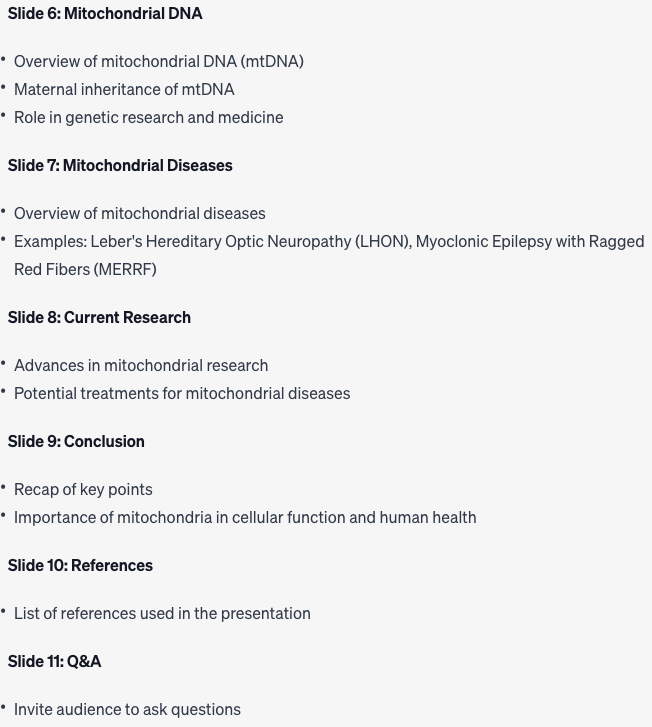 Slide 6: Mitochondrial DNA
• Overview of mitochondrial DNA (mtDNA)
• Maternal inheritance of mtDNA
• Role in genetic research and medicine
Slide 7: Mitochondrial Diseases
• Overview of mitochondrial diseases
• Examples: Leber's Hereditary Optic Neuropathy (LHON), Myoclonic Epilepsy with Ragged
Red Fibers (MERRF)
Slide 8: Current Research
• Advances in mitochondrial research
• Potential treatments for mitochondrial diseases
Slide 9: Conclusion
• Recap of key points
• Importance of mitochondria in cellular function and human health
Slide 10: References
• List of references used in the presentation
Slide 11: Q&A
• Invite audience to ask questions